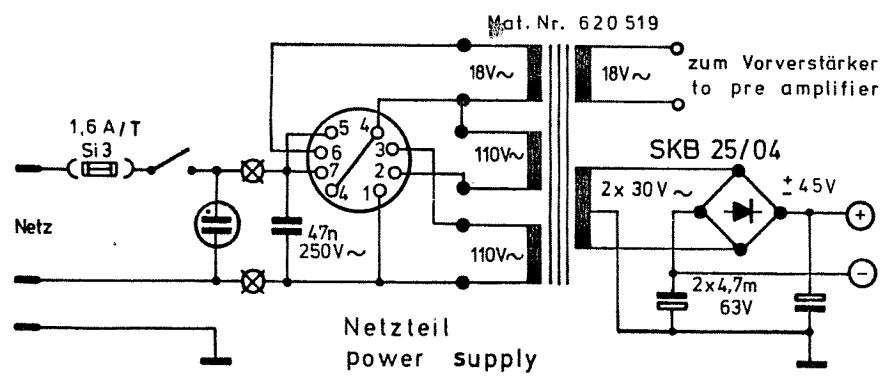 Mat. Nr. 620 519
18V~
18V~
zum Vorverstärker
to pre amplifier
1,6 A/T
Si 3
5
4
6
3
7
2
4
1
110V~
SKB 25/04
2 x 30V~
± 45V
+
Netz
47n
250V~
110V~
−
2x4,7m
63V
Netzteil
power supply